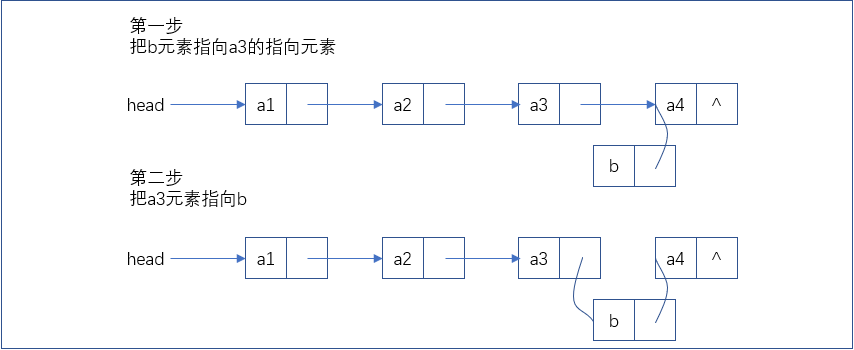 第一步
把b元素指向a3的指向元素
head a1 a2 a3 a4 ^
b
第二步
把a3元素指向b
head a1 a2 a3 a4 ^
b